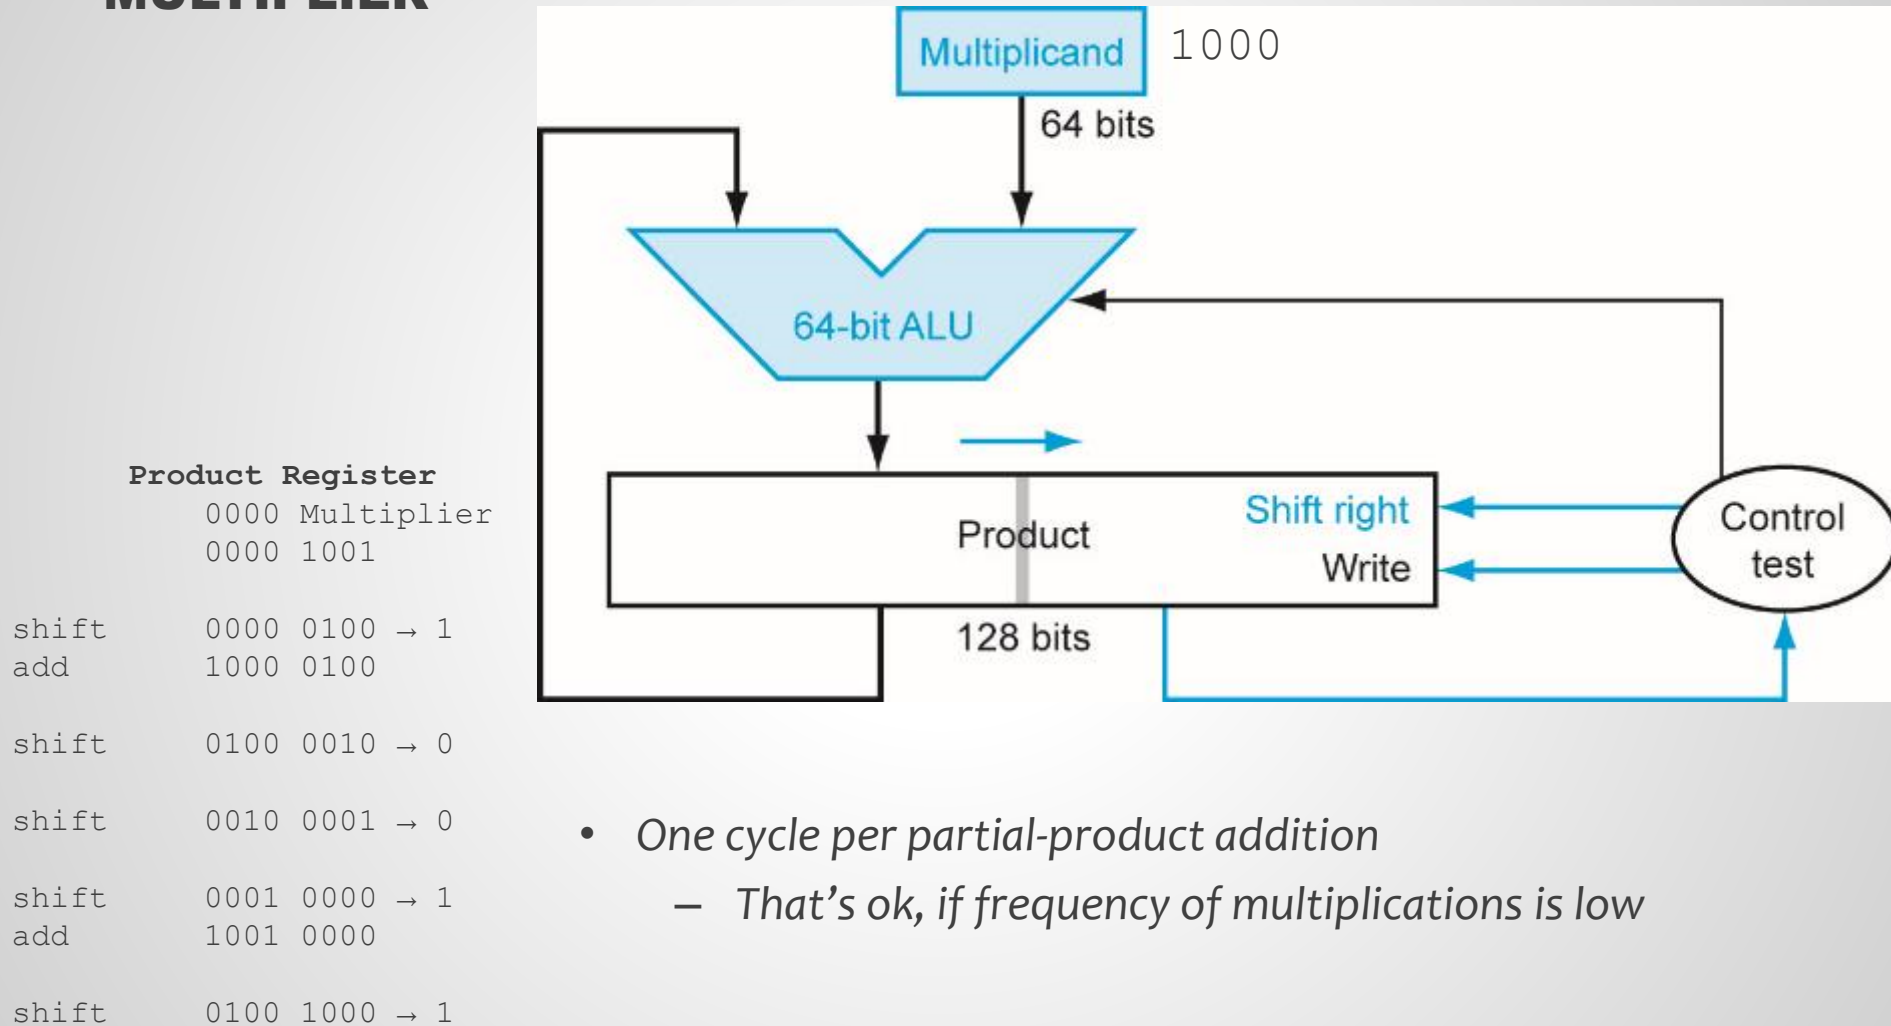 MULTIPLIER
Multiplicand 1000
64 bits
64-bit ALU
Product
Shift right
Write
Control
test
128 bits
Product Register
0000 Multiplier
0000 1001
shift 0000 0100 → 1
add 1000 0100
shift 0100 0010 → 0
shift 0010 0001 → 0
shift 0001 0000 → 1
add 1001 0000
shift 0100 1000 → 1
• One cycle per partial-product addition
– That's ok, if frequency of multiplications is low